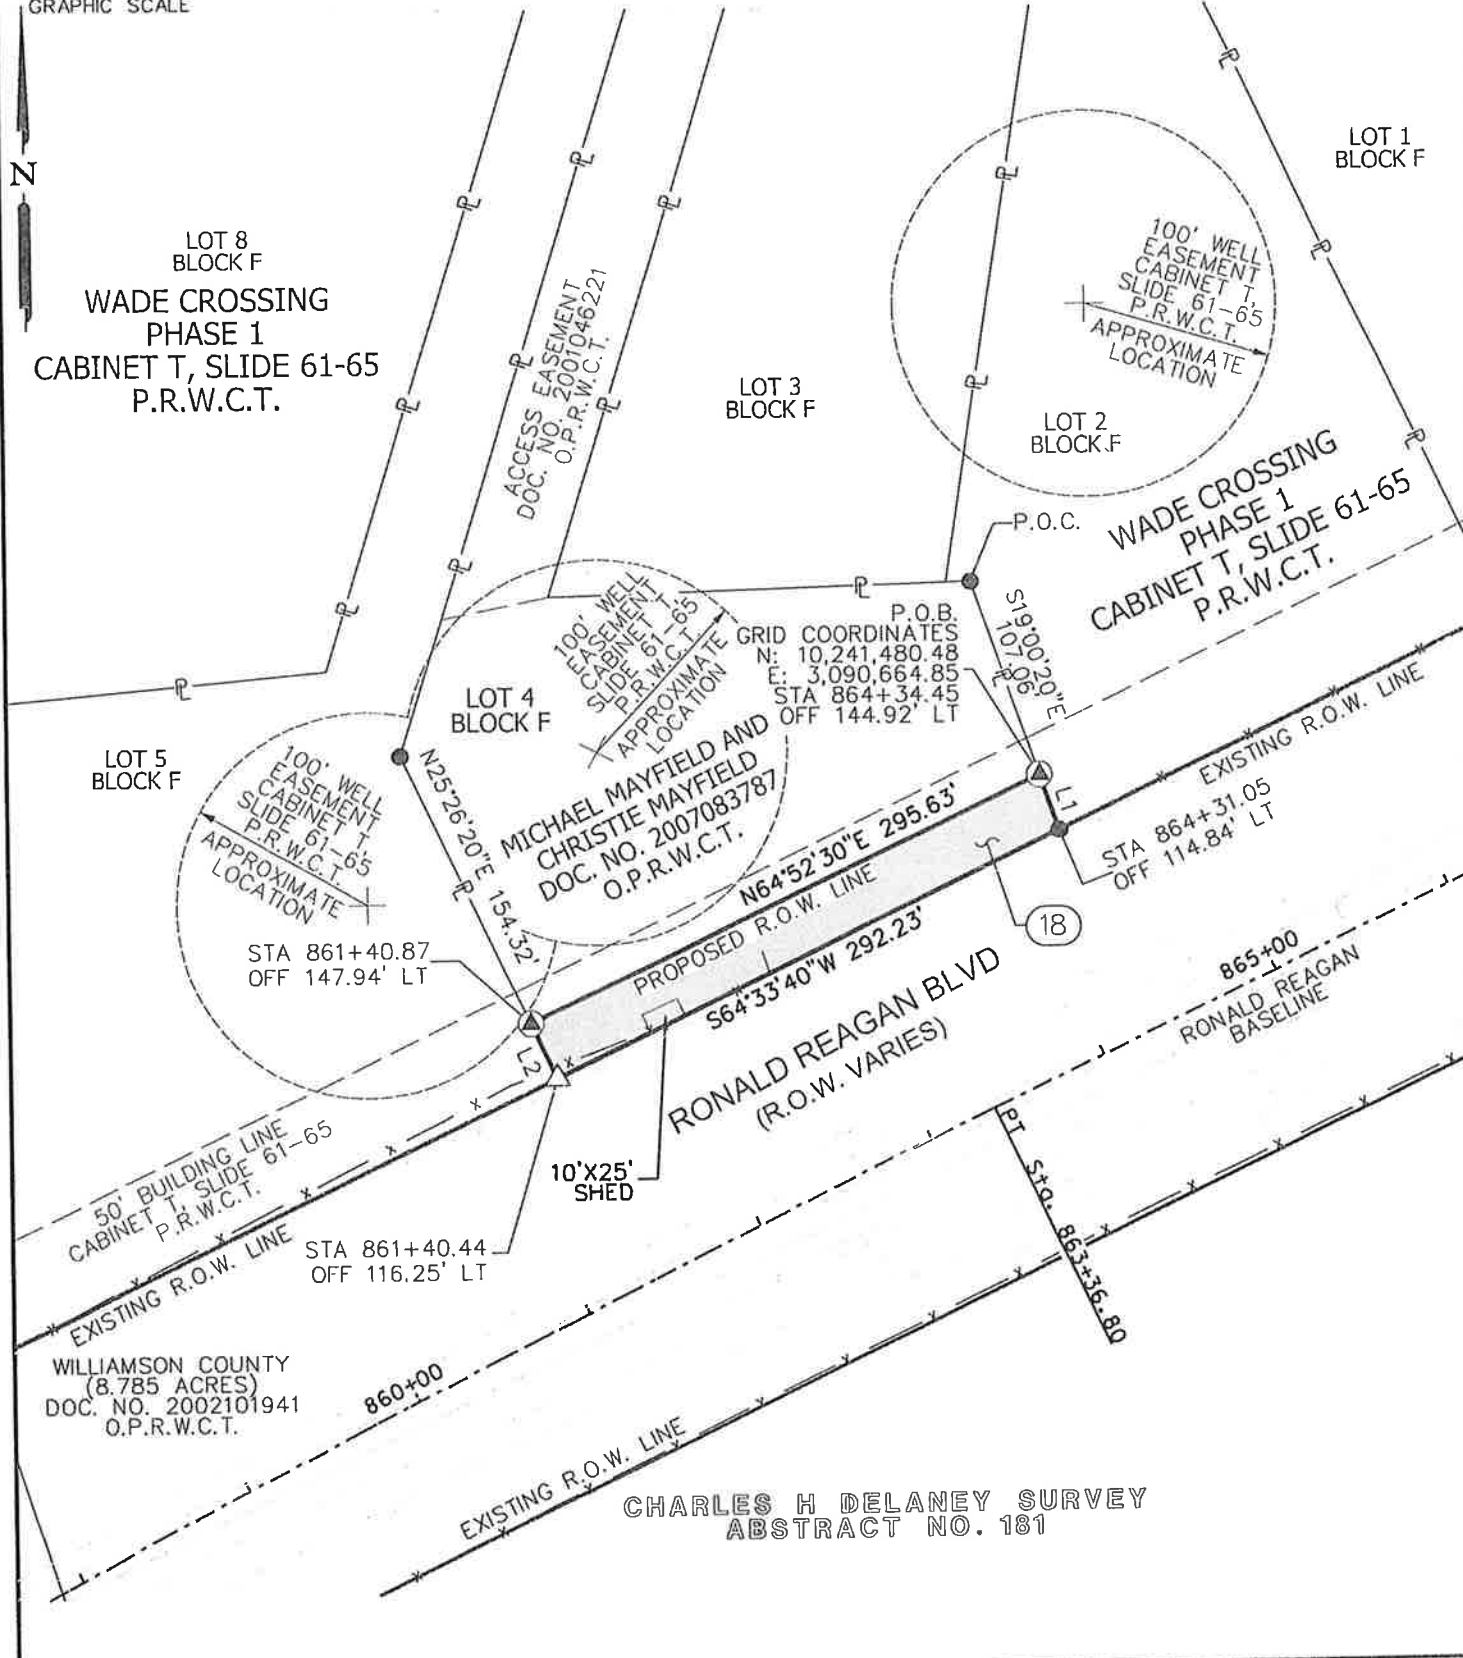 GRAPHIC SCALE
N
LOT 8
BLOCK F
WADE CROSSING
PHASE 1
CABINET T, SLIDE 61-65
P.R.W.C.T.
ACCESS EASEMENT
DOC. NO. 2001046221
O.P.R.W.C.T.
LOT 3
BLOCK F
LOT 1
BLOCK F
100' WELL
EASEMENT
CABINET T,
SLIDE 61-65
P.R.W.C.T.
APPROXIMATE
LOCATION
LOT 2
BLOCK F
WADE CROSSING
PHASE 1
CABINET T, SLIDE 61-65
P.R.W.C.T.
P.O.C.
S19°00'20"E
107.06'
P.O.B.
GRID COORDINATES
N: 10,241,480.48
E: 3,090,664.85
STA 864+34.45
OFF 144.92' LT
100' WELL
EASEMENT
CABINET T,
SLIDE 61-65
P.R.W.C.T.
APPROXIMATE
LOCATION
LOT 4
BLOCK F
MICHAEL MAYFIELD AND
CHRISTIE MAYFIELD
DOC. NO. 2007083787
O.P.R.W.C.T.
LOT 5
BLOCK F
100' WELL
EASEMENT
CABINET T,
SLIDE 61-65
P.R.W.C.T.
APPROXIMATE
LOCATION
N25°26'20"E 154.32'
STA 861+40.87
OFF 147.94' LT
N64°52'30"E 295.63'
PROPOSED R.O.W. LINE
S64°33'40"W 292.23'
L1
L2
EXISTING R.O.W. LINE
STA 864+31.05
OFF 114.84' LT
18
865+00
RONALD REAGAN
BASELINE
RONALD REAGAN BLVD
(R.O.W. VARIES)
10'X25'
SHED
PT Sta. 863+36.80
50' BUILDING LINE
CABINET T, SLIDE 61-65
P.R.W.C.T.
STA 861+40.44
OFF 116.25' LT
EXISTING R.O.W. LINE
WILLIAMSON COUNTY
(8.785 ACRES)
DOC. NO. 2002101941
O.P.R.W.C.T.
860+00
EXISTING R.O.W. LINE
CHARLES H DELANEY SURVEY
ABSTRACT NO. 181